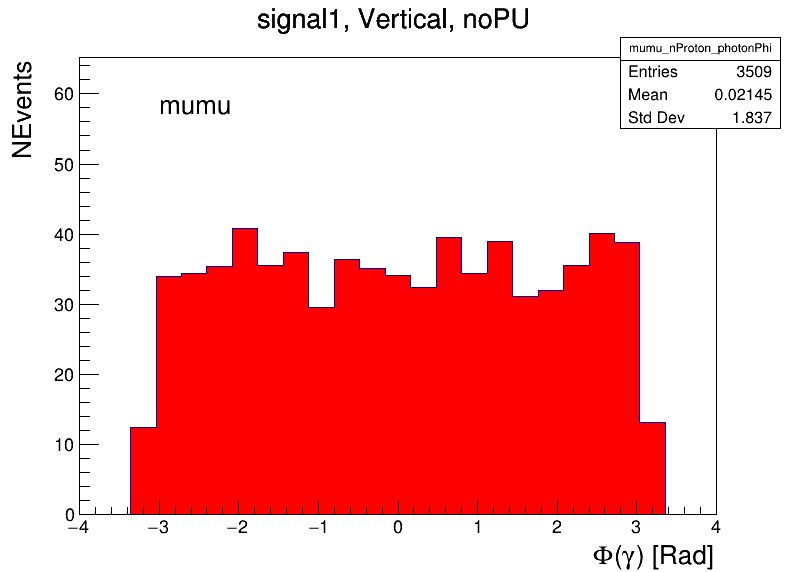 signal1, Vertical, noPU
mumu_nProton_photonPhi
Entries 3509
Mean 0.02145
Std Dev 1.837
NEvents
mumu
60
50
40
30
20
10
0
−4 −3 −2 −1 0 1 2 3 4
Φ(γ) [Rad]